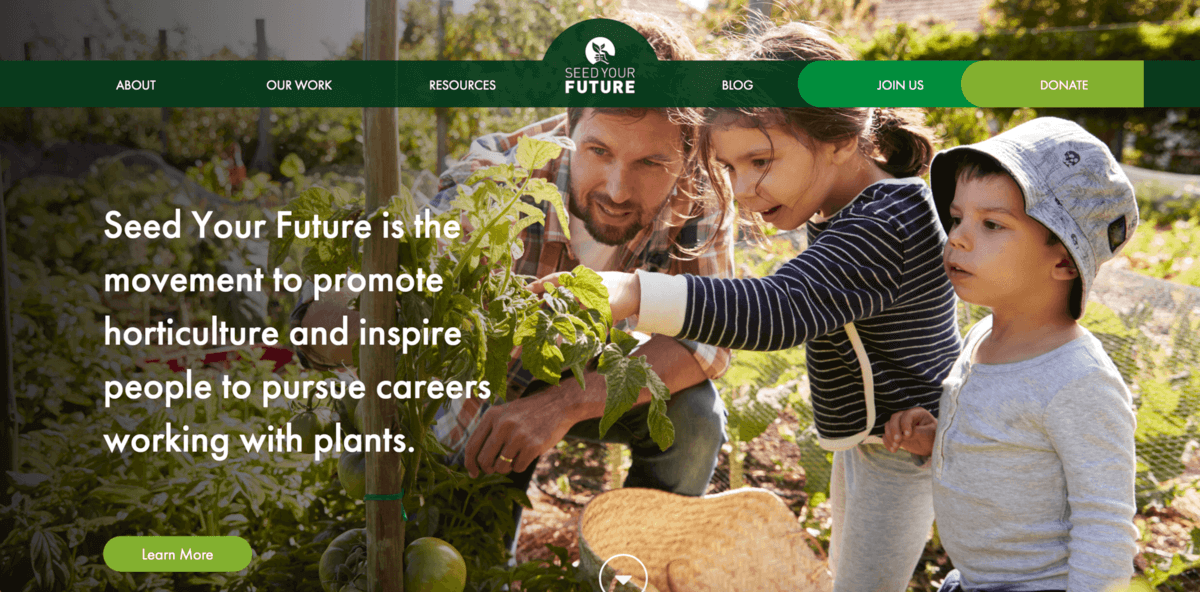 ABOUT OUR WORK RESOURCES SEED YOUR BLOG JOIN US DONATE
FUTURE
Seed Your Future is the
movement to promote
horticulture and inspire
people to pursue careers
working with plants.
Learn More